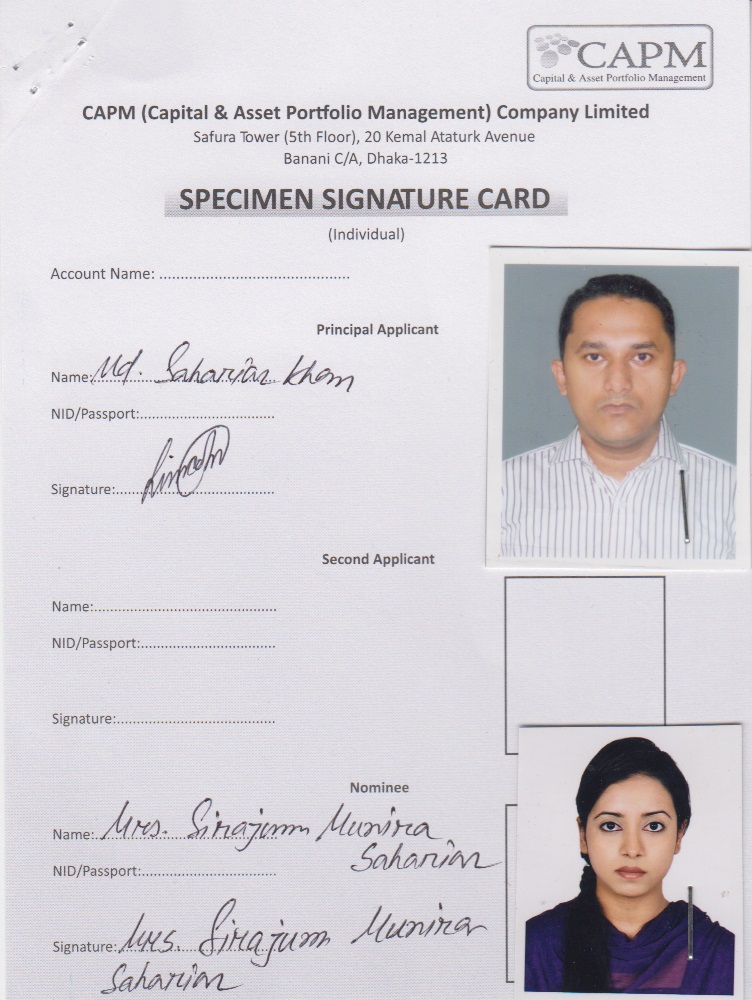 CAPM
Capital & Asset Portfolio Management
CAPM (Capital & Asset Portfolio Management) Company Limited
Safura Tower (5th Floor), 20 Kemal Ataturk Avenue
Banani C/A, Dhaka-1213
SPECIMEN SIGNATURE CARD
(Individual)
Account Name: ............................................
Principal Applicant
Name: Md. Saharian Khan
NID/Passport:...............................
Signature:
Second Applicant
Name:..........................................
NID/Passport:...............................
Signature:.....................................
Nominee
Name: Mrs. Sirajum Munira
Saharian
NID/Passport:...............................
Signature: Mrs. Sirajum Munira
Saharian